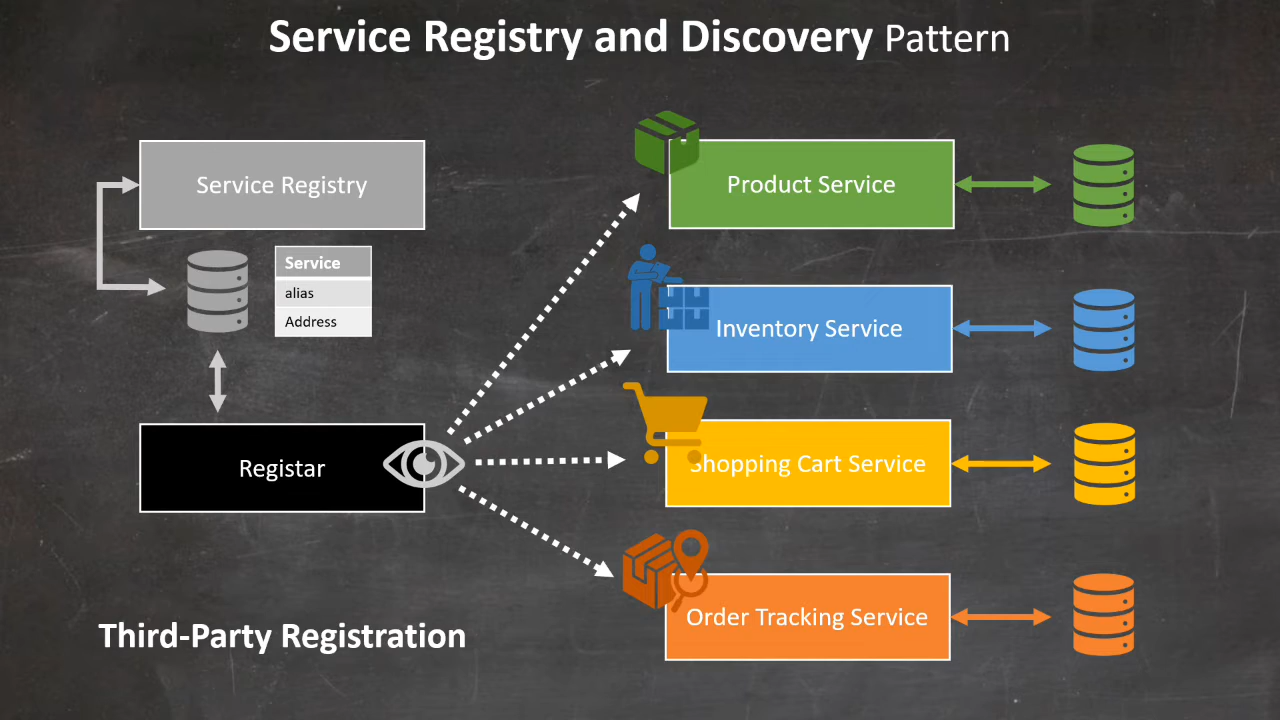 Service Registry and Discovery Pattern
Service Registry
Service
alias
Address
Registar
Third-Party Registration
Product Service
Inventory Service
Shopping Cart Service
Order Tracking Service